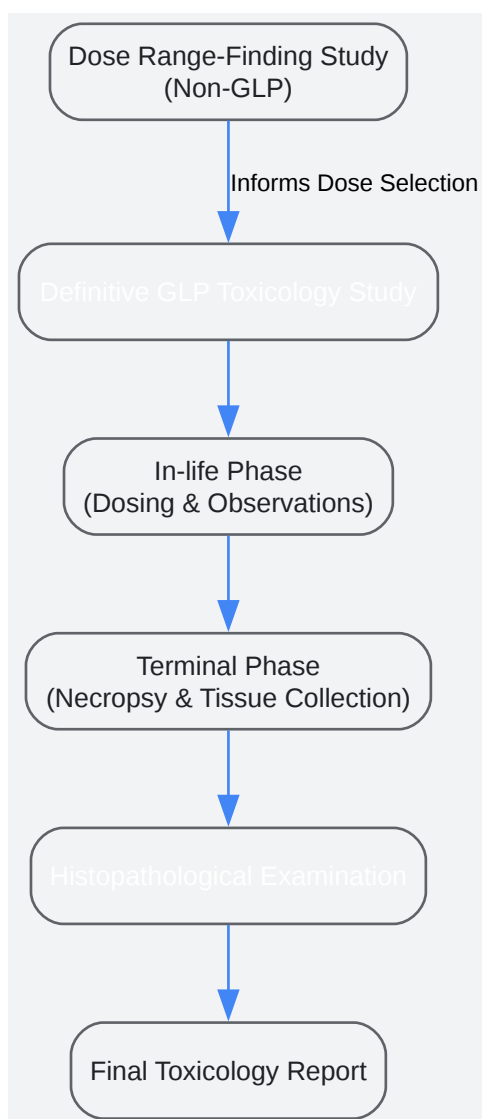 Dose Range-Finding Study
(Non-GLP)
Informs Dose Selection
Definitive GLP Toxicology Study
In-life Phase
(Dosing & Observations)
Terminal Phase
(Necropsy & Tissue Collection)
Histopathological Examination
Final Toxicology Report